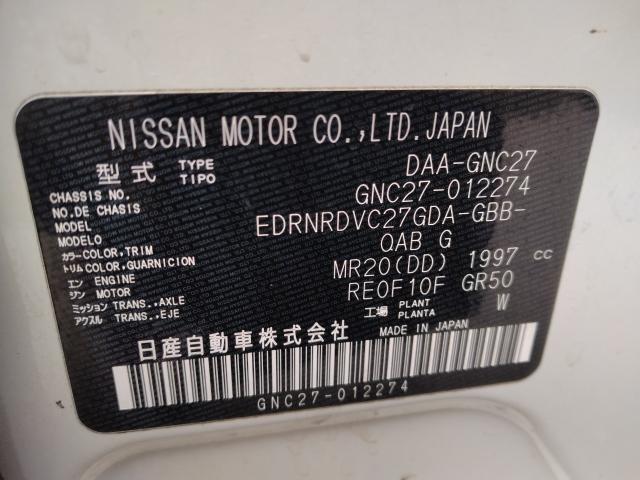 NISSAN MOTOR CO.,LTD.JAPAN
型式 TYPE TIPO DAA-GNC27
CHASSIS NO. NO.DE CHASIS GNC27-012274
MODEL MODELO EDRNRDVC27GDA-GBB-
カラー COLOR,TRIM トリム COLOR,GUARNICION QAB G
エン ENGINE ジン MOTOR MR20(DD) 1997 cc
ミッション TRANS.,AXLE アクスル TRANS.,EJE RE0F10F GR50
工場 PLANT PLANTA W
日産自動車株式会社 MADE IN JAPAN
GNC27-012274